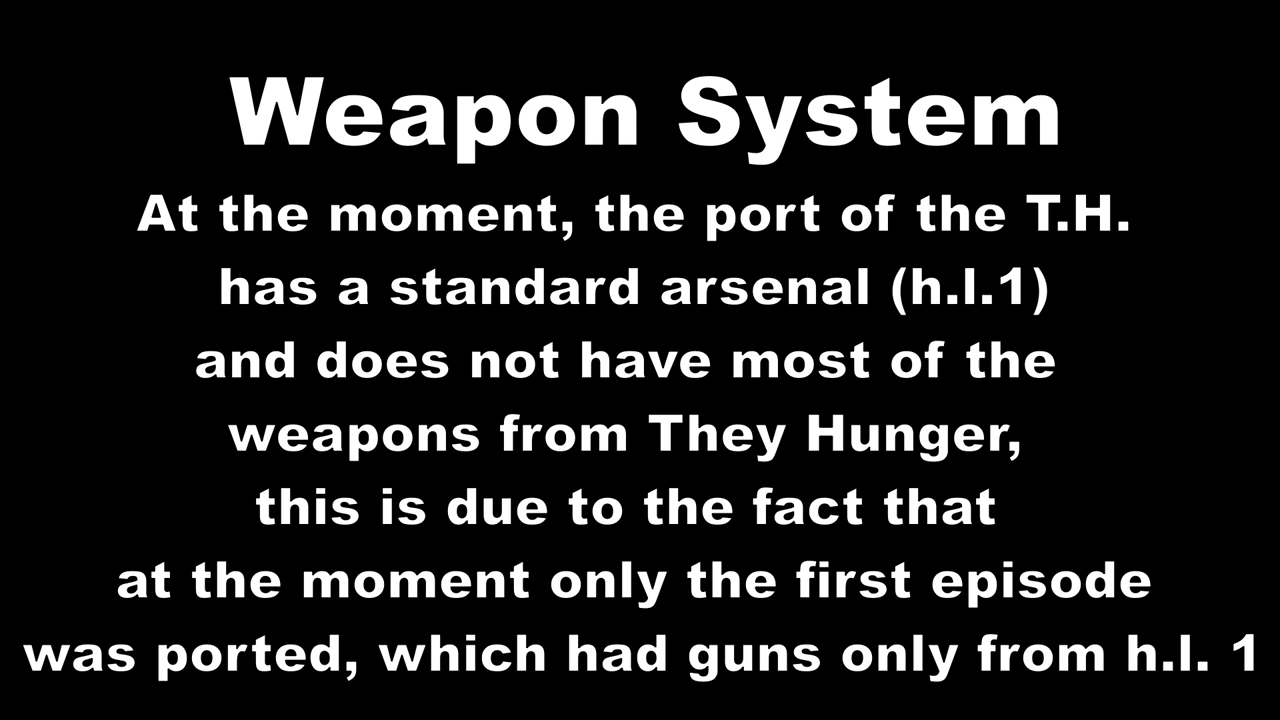 Weapon System
At the moment, the port of the T.H.
has a standard arsenal (h.l.1)
and does not have most of the
weapons from They Hunger,
this is due to the fact that
at the moment only the first episode
was ported, which had guns only from h.l. 1